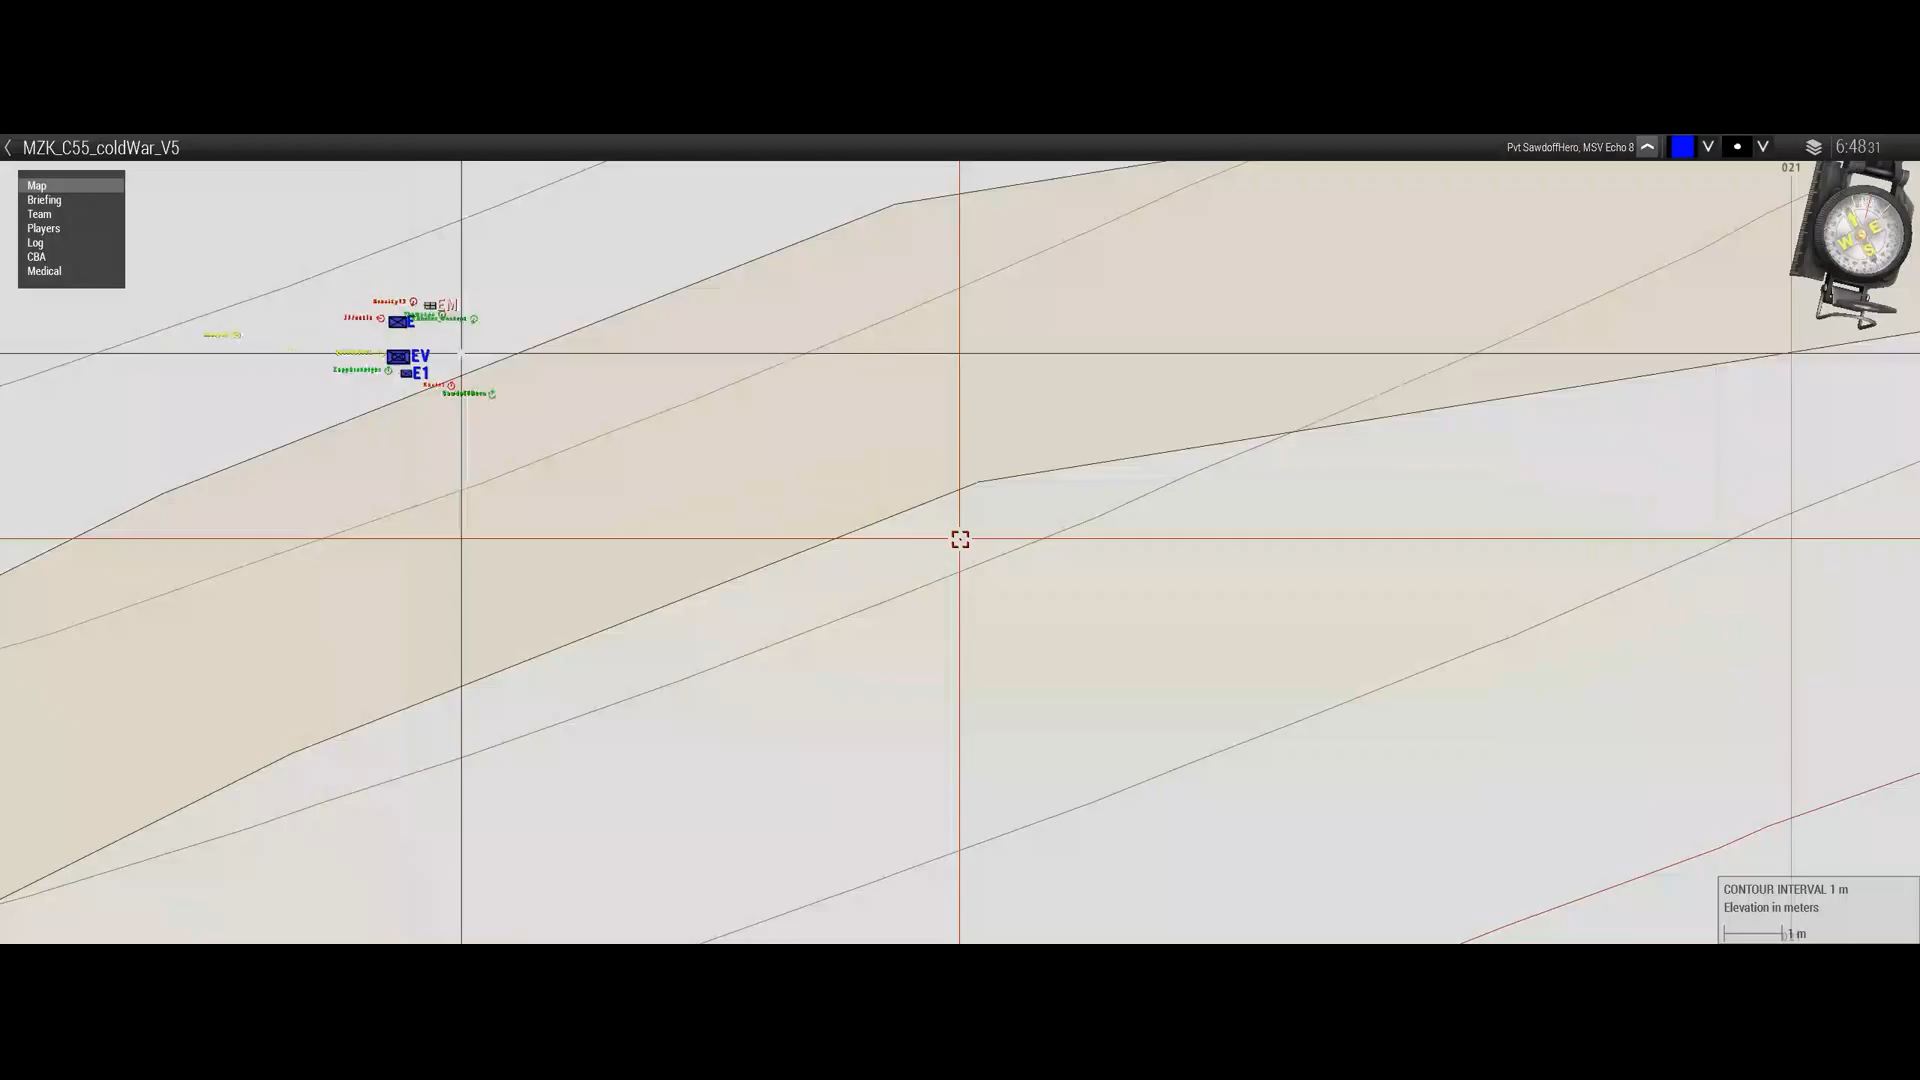 MZK_C55_coldWar_V5
Pvt SawdoffHero, MSV Echo 8
6:48 31
Map
Briefing
Team
Players
Log
CBA
Medical
021
N
E
W
S
EM
E
EV
E1
SawdoffHero
CONTOUR INTERVAL 1 m
Elevation in meters
1 m